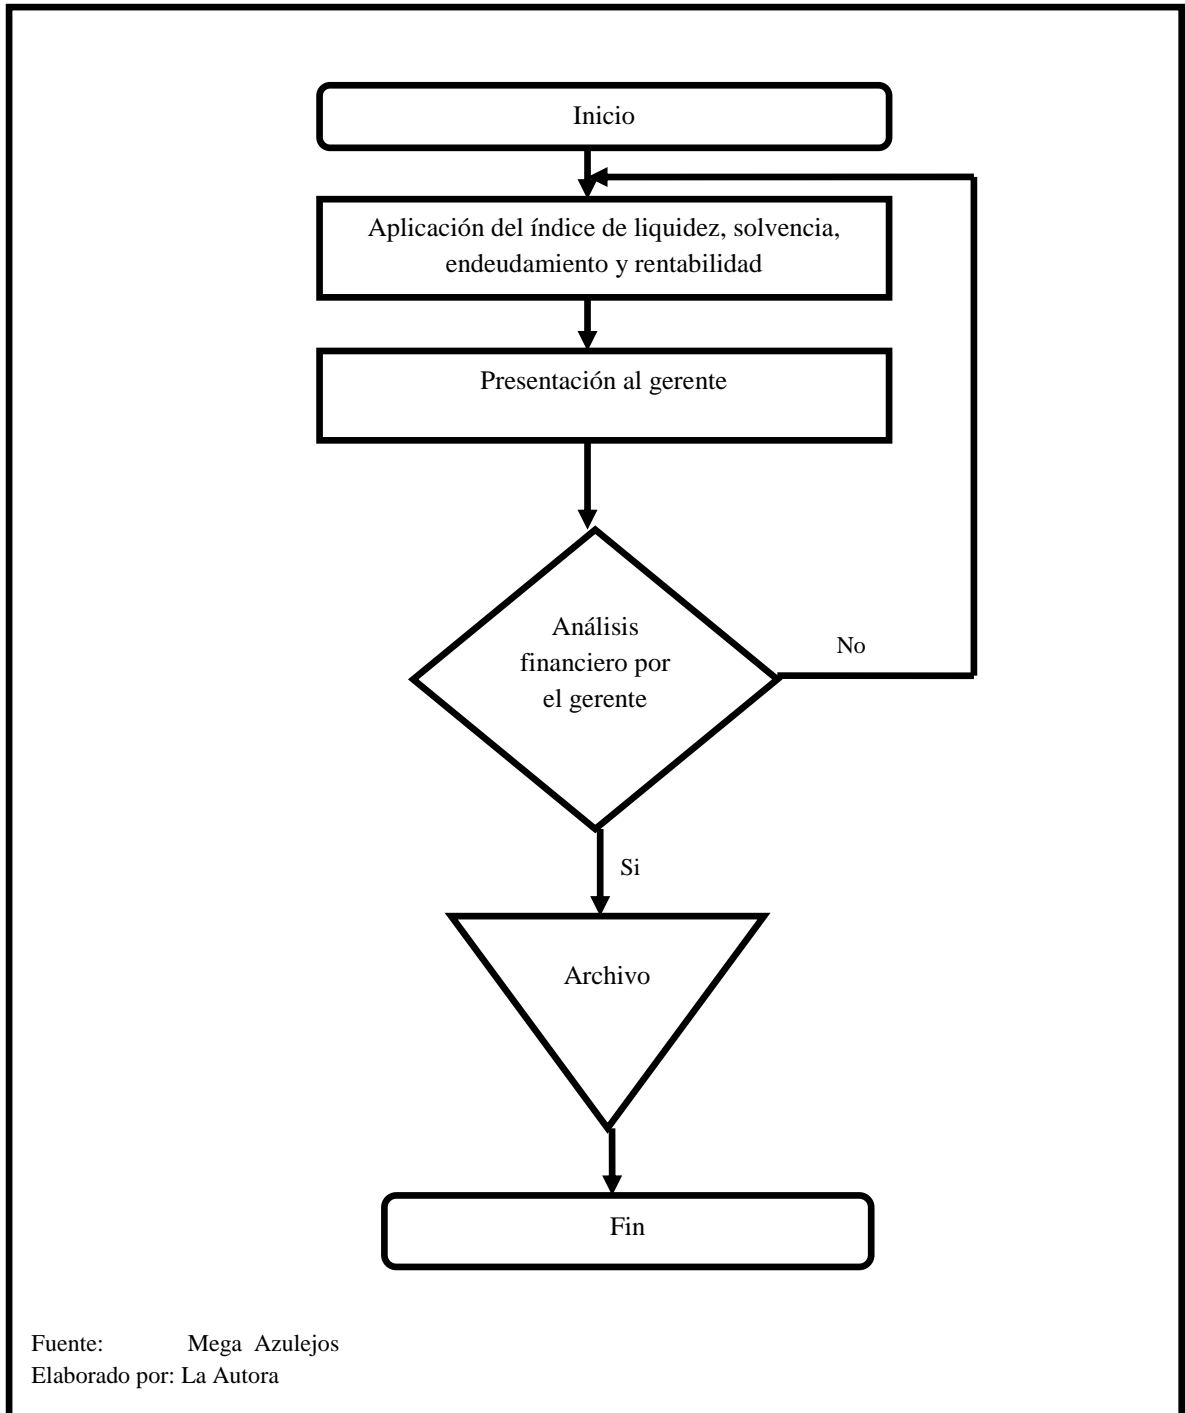 Inicio
Aplicación del índice de liquidez, solvencia,
endeudamiento y rentabilidad
Presentación al gerente
Análisis
financiero por
el gerente
No
Si
Archivo
Fin
Fuente: Mega Azulejos
Elaborado por: La Autora